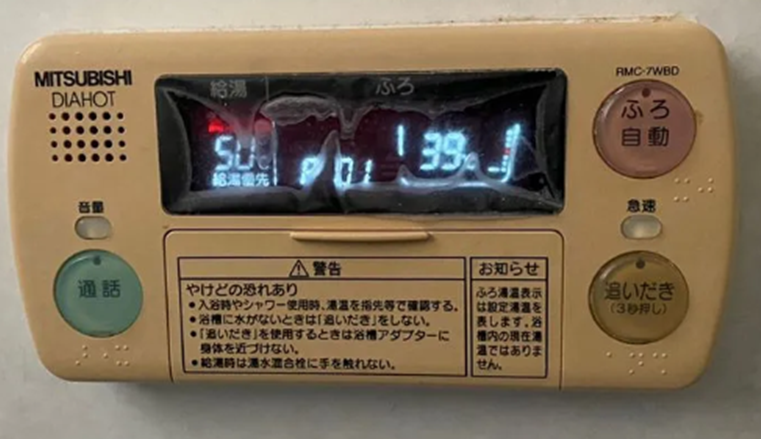 MITSUBISHI
DIAHOT
RMC-7WBD
給湯
ふろ
50℃
給湯優先
P 01
39℃
ふろ
自動
音量
通話
急速
追いだき
(3秒押し)
⚠警告
やけどの恐れあり
●入浴時やシャワー使用時、湯温を指先等で確認する。
●浴槽に水がないときは「追いだき」をしない。
●「追いだき」を使用するときは浴槽アダプターに
身体を近づけない。
●給湯時は湯水混合栓に手を触れない。
お知らせ
ふろ湯温表示
は設定湯温を
表します。浴
槽内の現在湯
温ではありま
せん。